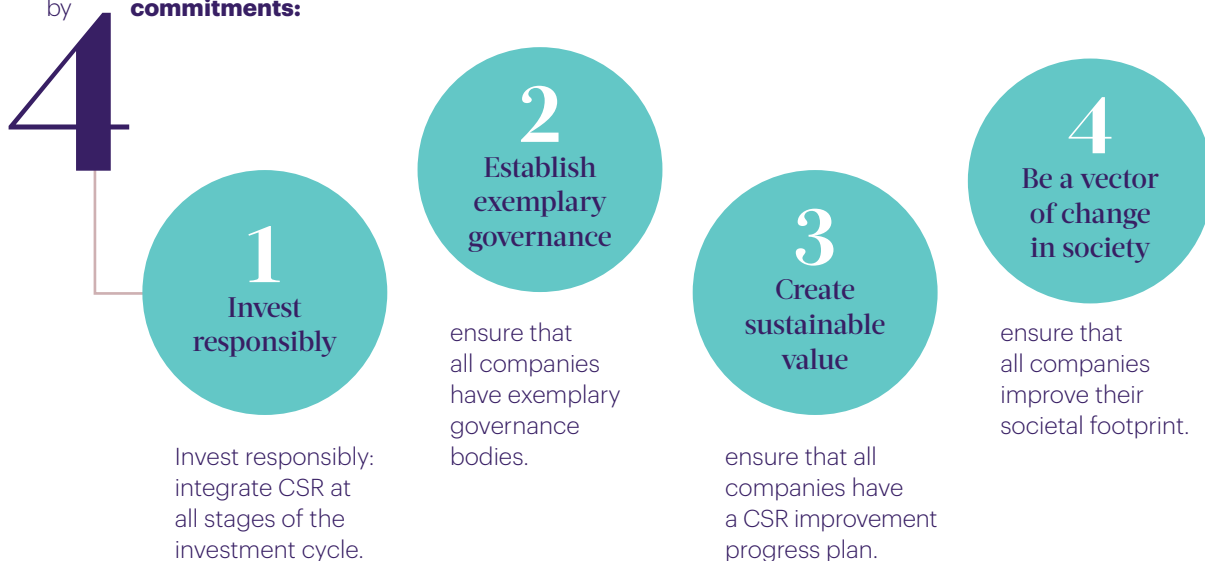 by
commitments:
4
1
Invest
responsibly
Invest responsibly:
integrate CSR at
all stages of the
investment cycle.
2
Establish
exemplary
governance
ensure that
all companies
have exemplary
governance
bodies.
3
Create
sustainable
value
ensure that all
companies have
a CSR improvement
progress plan.
4
Be a vector
of change
in society
ensure that
all companies
improve their
societal footprint.